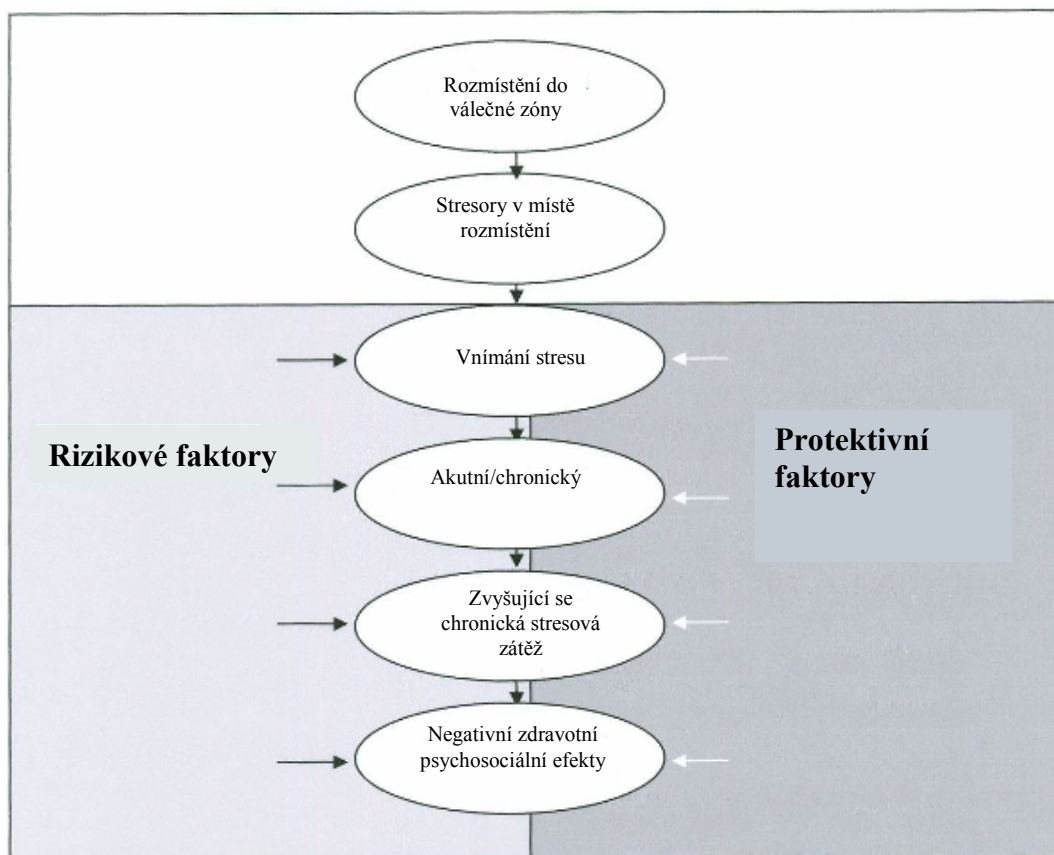 Rozmístění do
válečné zóny
Stresory v místě
rozmístění
Vnímání stresu
Rizikové faktory
Protektivní
faktory
Akutní/chronický
Zvyšující se
chronická stresová
zátěž
Negativní zdravotní
psychosociální efekty